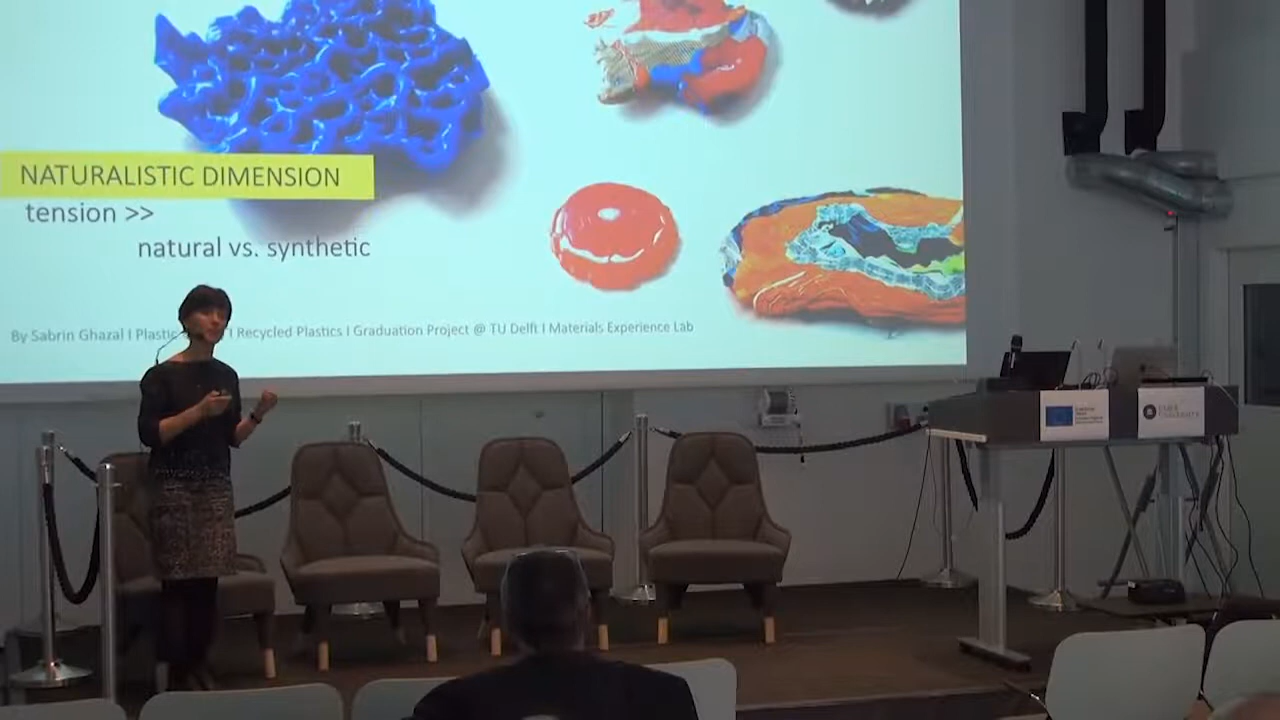 NATURALISTIC DIMENSION
tension >>
natural vs. synthetic
By Sabrin Ghazal I Plastic I Recycled Plastics I Graduation Project @ TU Delft I Materials Experience Lab